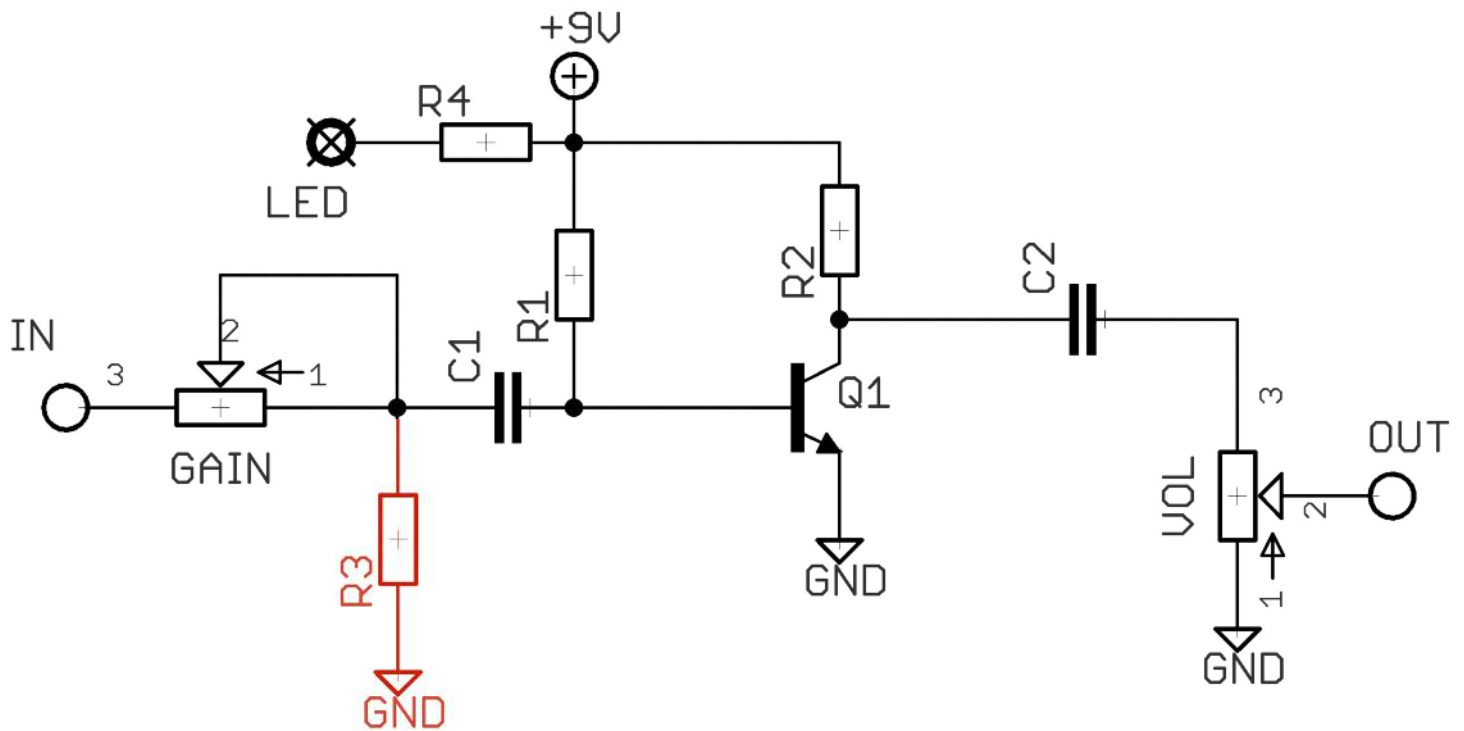 +9V
R4
LED
R1
R2
C2
IN
3
2
1
C1
Q1
GAIN
3
OUT
VOL
2
1
R3
GND
GND
GND